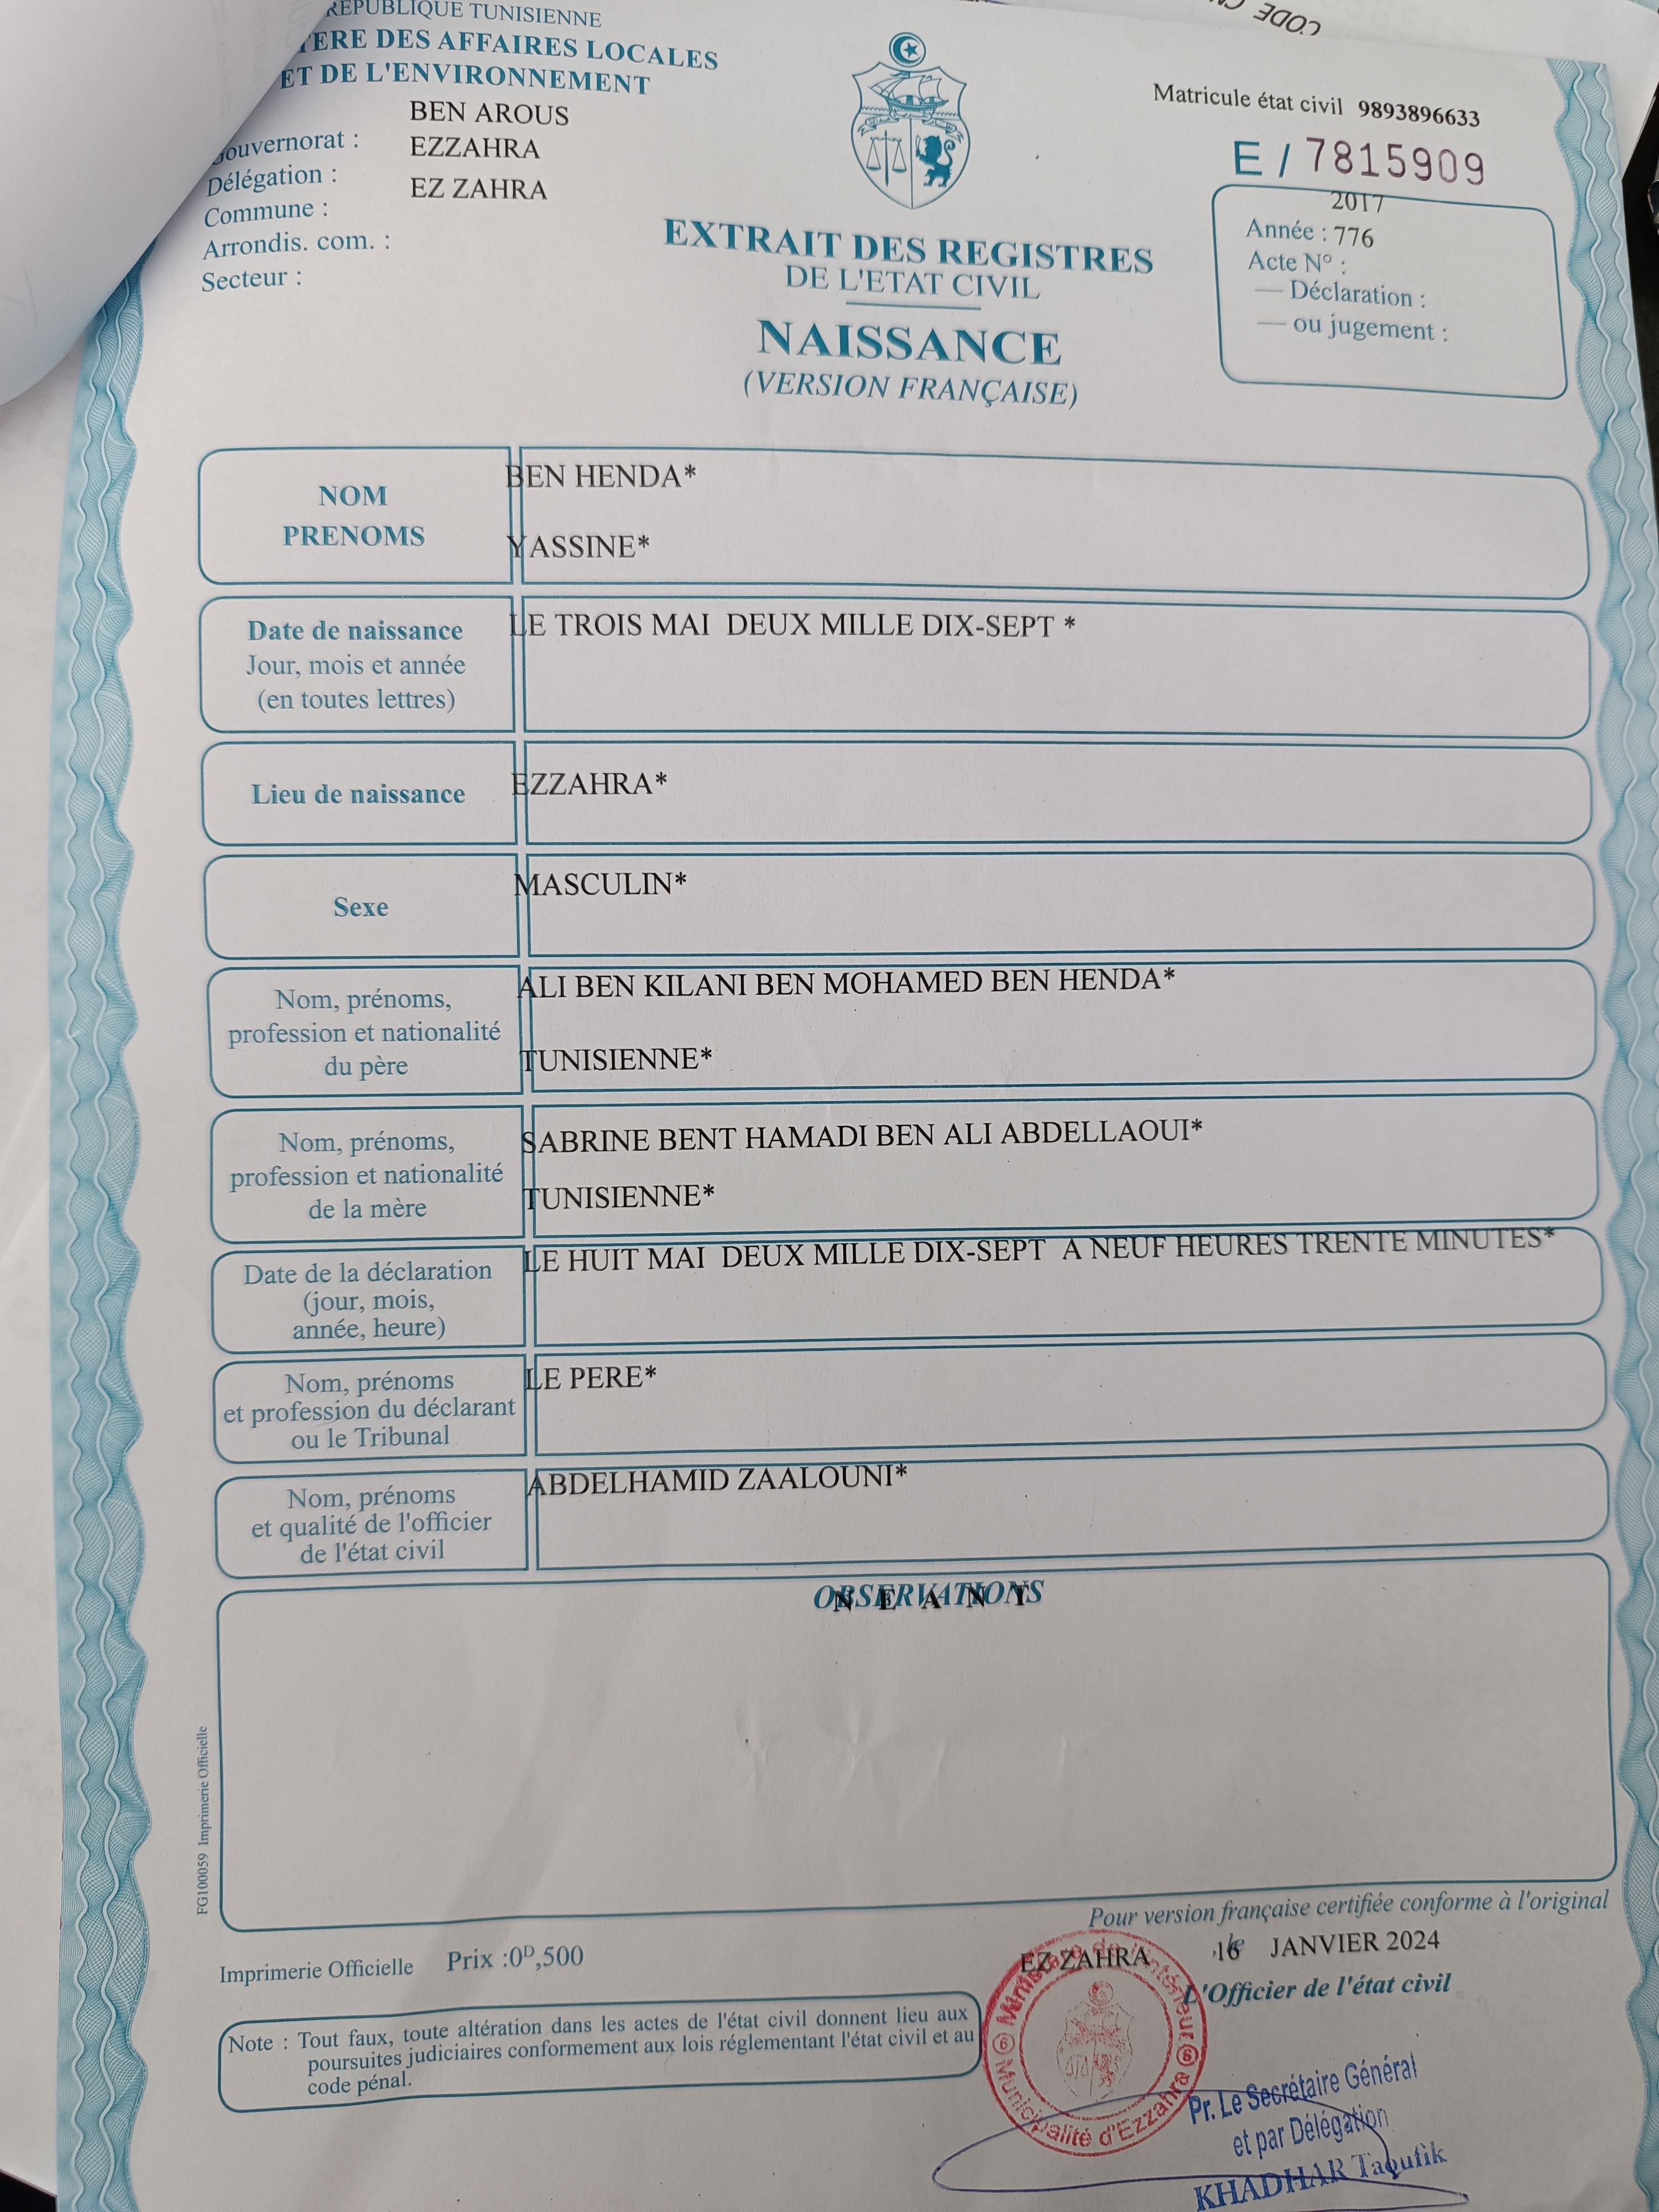 REPUBLIQUE TUNISIENNE
TERE DES AFFAIRES LOCALES
ET DE L'ENVIRONNEMENT
BEN AROUS
Gouvernorat : EZZAHRA
Délégation : EZ ZAHRA
Commune :
Arrondis. com. :
Secteur :
CODE
Matricule état civil 9893896633
E / 7815909
2017
Année : 776
Acte N° :
— Déclaration :
— ou jugement :
EXTRAIT DES REGISTRES
DE L'ETAT CIVIL
NAISSANCE
(VERSION FRANÇAISE)
NOM
PRENOMS
BEN HENDA*
YASSINE*
Date de naissance
Jour, mois et année
(en toutes lettres)
LE TROIS MAI DEUX MILLE DIX-SEPT *
Lieu de naissance
EZZAHRA*
Sexe
MASCULIN*
Nom, prénoms,
profession et nationalité
du père
ALI BEN KILANI BEN MOHAMED BEN HENDA*
TUNISIENNE*
Nom, prénoms,
profession et nationalité
de la mère
SABRINE BENT HAMADI BEN ALI ABDELLAOUI*
TUNISIENNE*
Date de la déclaration
(jour, mois,
année, heure)
LE HUIT MAI DEUX MILLE DIX-SEPT A NEUF HEURES TRENTE MINUTES*
Nom, prénoms
et profession du déclarant
ou le Tribunal
LE PERE*
Nom, prénoms
et qualité de l'officier
de l'état civil
ABDELHAMID ZAALOUNI*
OBSERVATIONS
N E A N T
FG100059 Imprimerie Officielle
Pour version française certifiée conforme à l'original
EZ ZAHRA ,le 16 JANVIER 2024
L'Officier de l'état civil
Imprimerie Officielle Prix :0D,500
Note : Tout faux, toute altération dans les actes de l'état civil donnent lieu aux
poursuites judiciaires conformement aux lois réglementant l'état civil et au
code pénal.
Ministère de l'intérieur
Municipalité d'Ezzahra
Pr. Le Secrétaire Général
et par Délégation
KHADHAR Taoufik